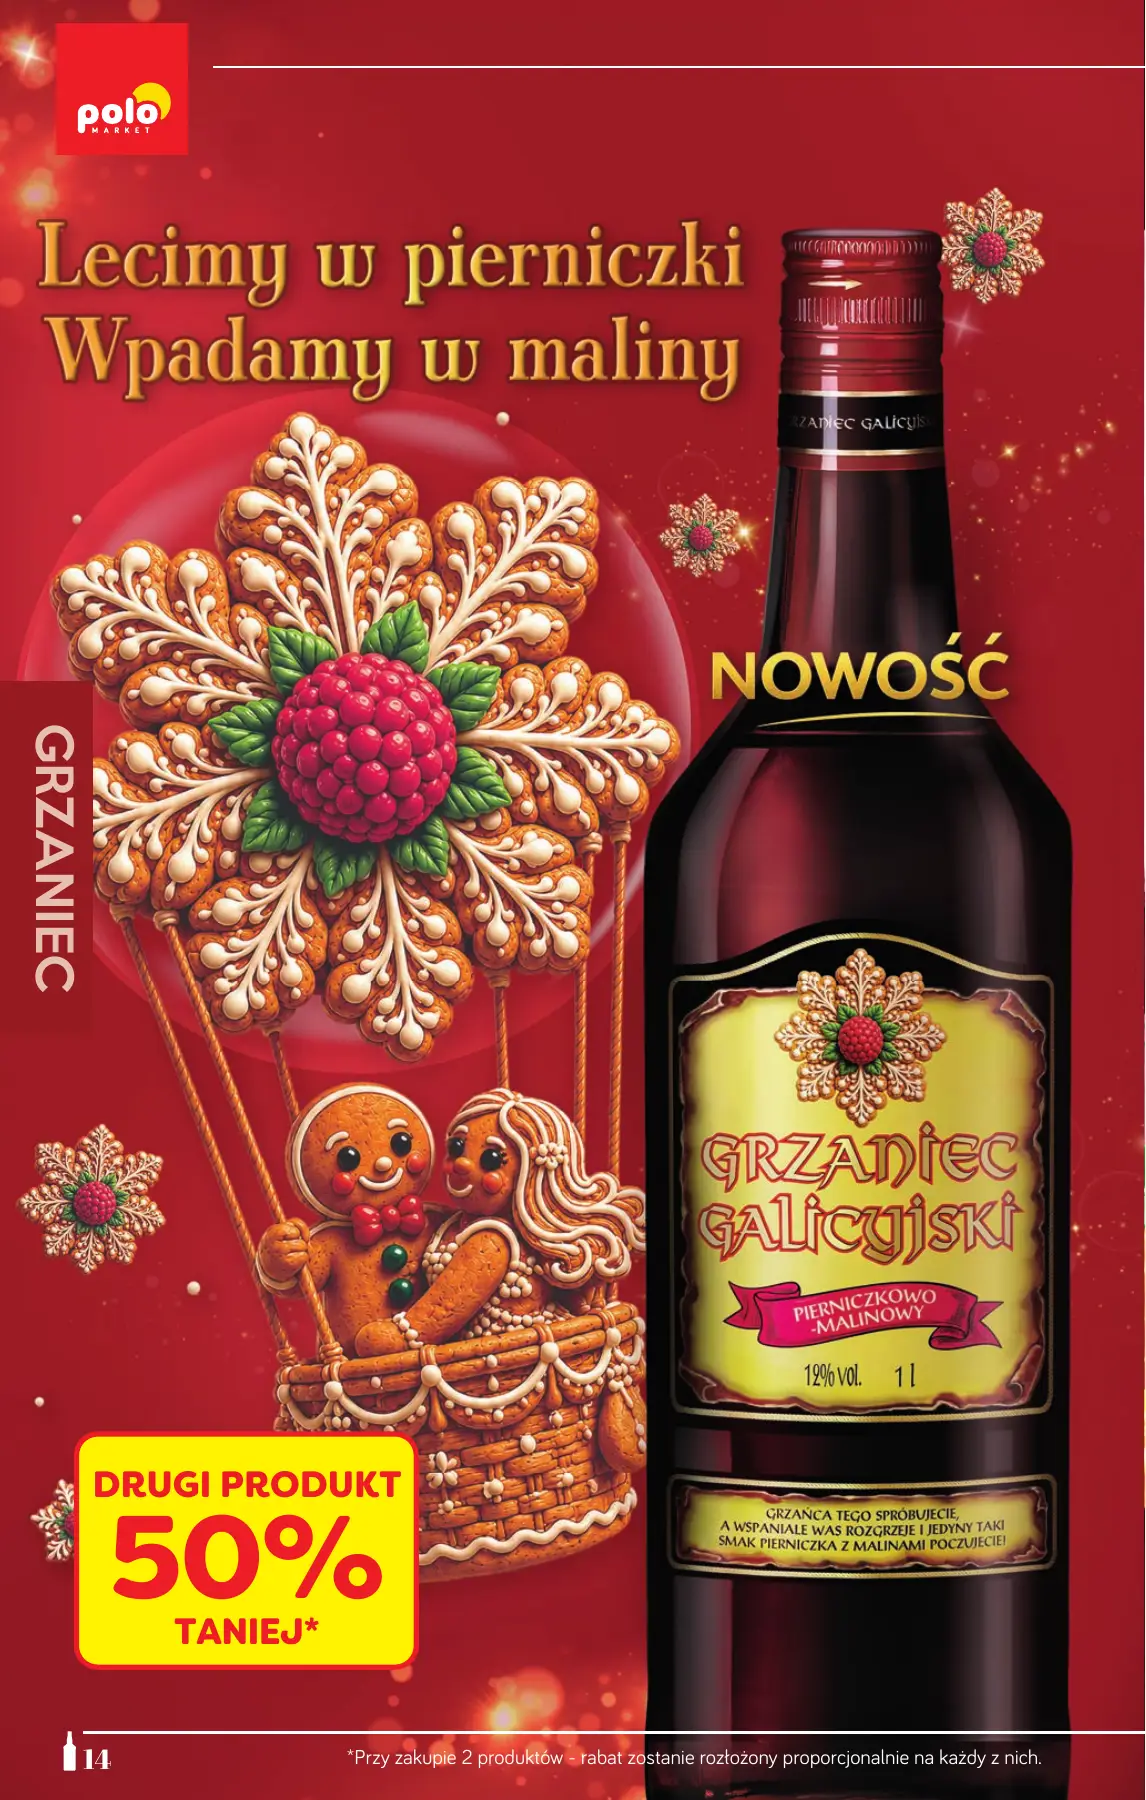 polo
MARKET
Lecimy w pierniczki
Wpadamy w maliny
GRZANIEC GALICYJSKI
NOWOŚĆ
GRZANIEC
GRZANIEC
GALICYJSKI
PIERNICZKOWO
-MALINOWY
12% vol. 1 l
GRZAŃCA TEGO SPRÓBUJECIE,
A WSPANIALE WAS ROZGRZEJE I JEDYNY TAKI
SMAK PIERNICZKA Z MALINAMI POCZUJECIE!
DRUGI PRODUKT
50%
TANIEJ*
14
*Przy zakupie 2 produktów - rabat zostanie rozłożony proporcjonalnie na każdy z nich.